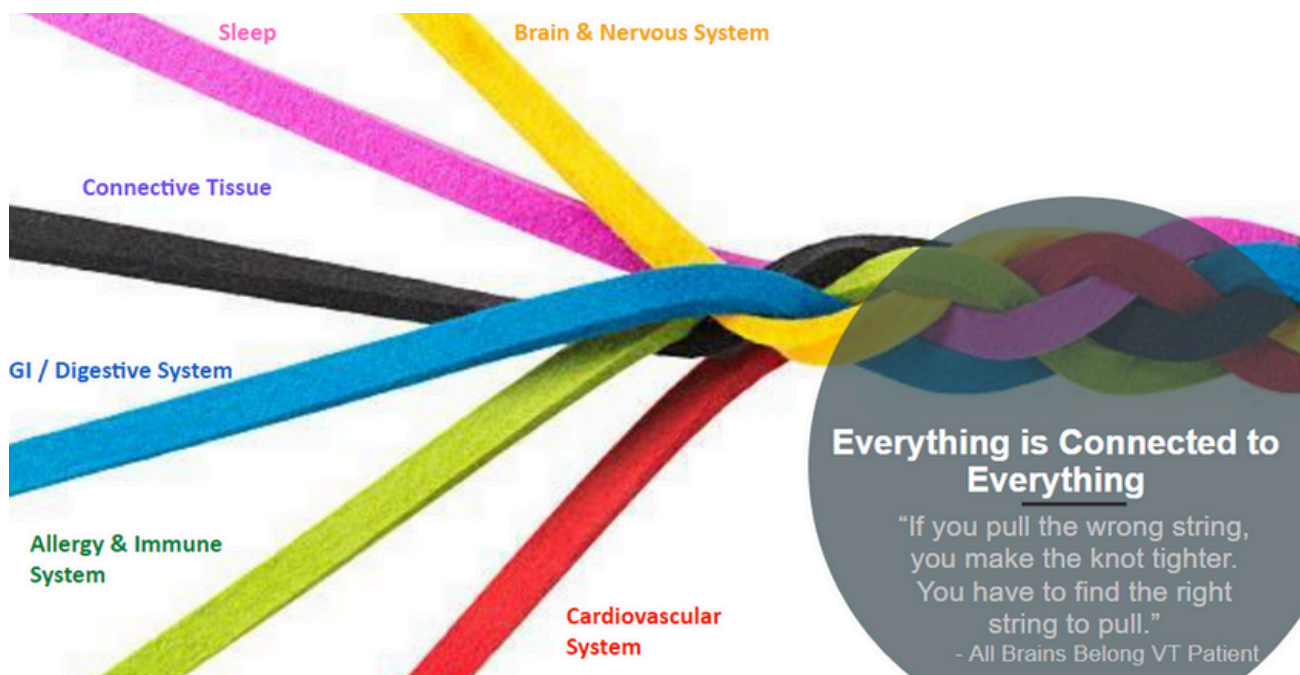 Sleep
Brain & Nervous System
Connective Tissue
GI / Digestive System
Allergy & Immune
System
Cardiovascular
System
Everything is Connected to
Everything
“If you pull the wrong string,
you make the knot tighter.
You have to find the right
string to pull.”
- All Brains Belong VT Patient